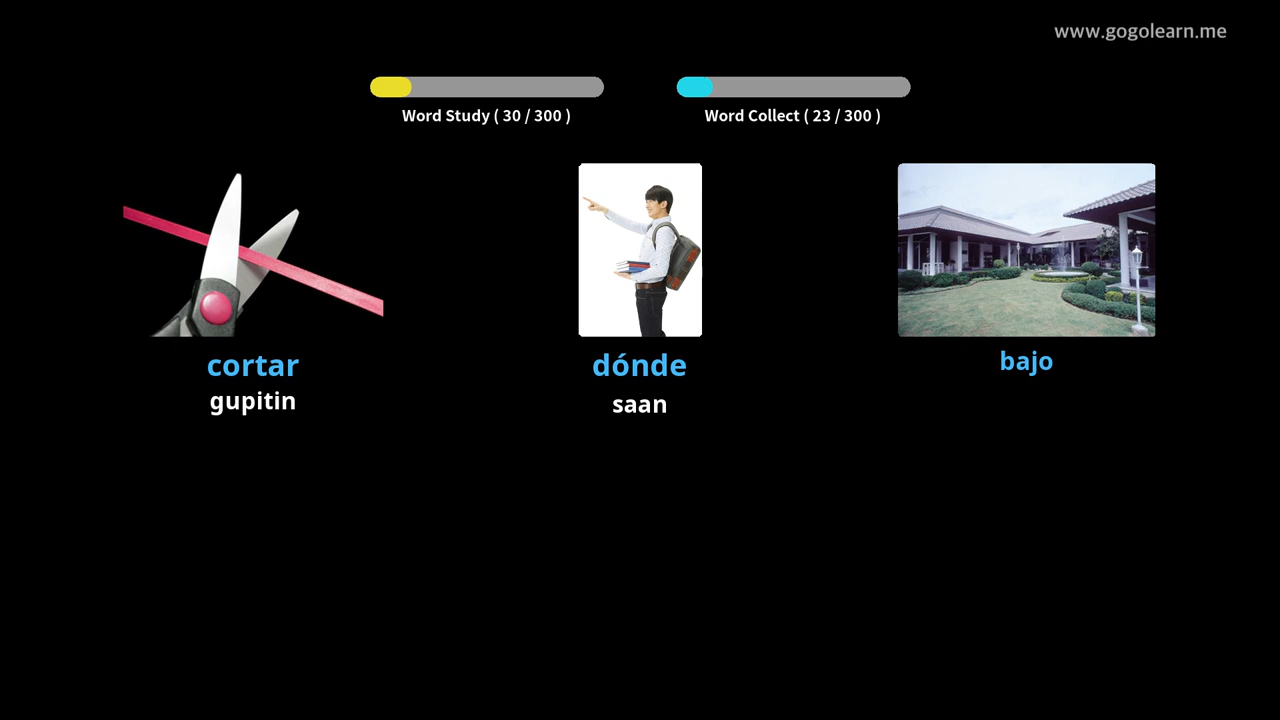 www.gogolearn.me
Word Study ( 30 / 300 )
Word Collect ( 23 / 300 )
cortar
gupitin
dónde
saan
bajo